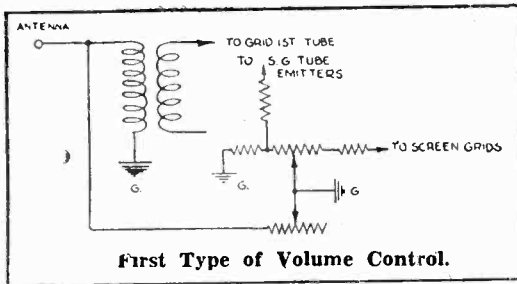 ANTENNA
TO GRID 1ST TUBE
TO S.G TUBE
EMITTERS
TO SCREEN GRIDS
G.
G.
G
First Type of Volume Control.